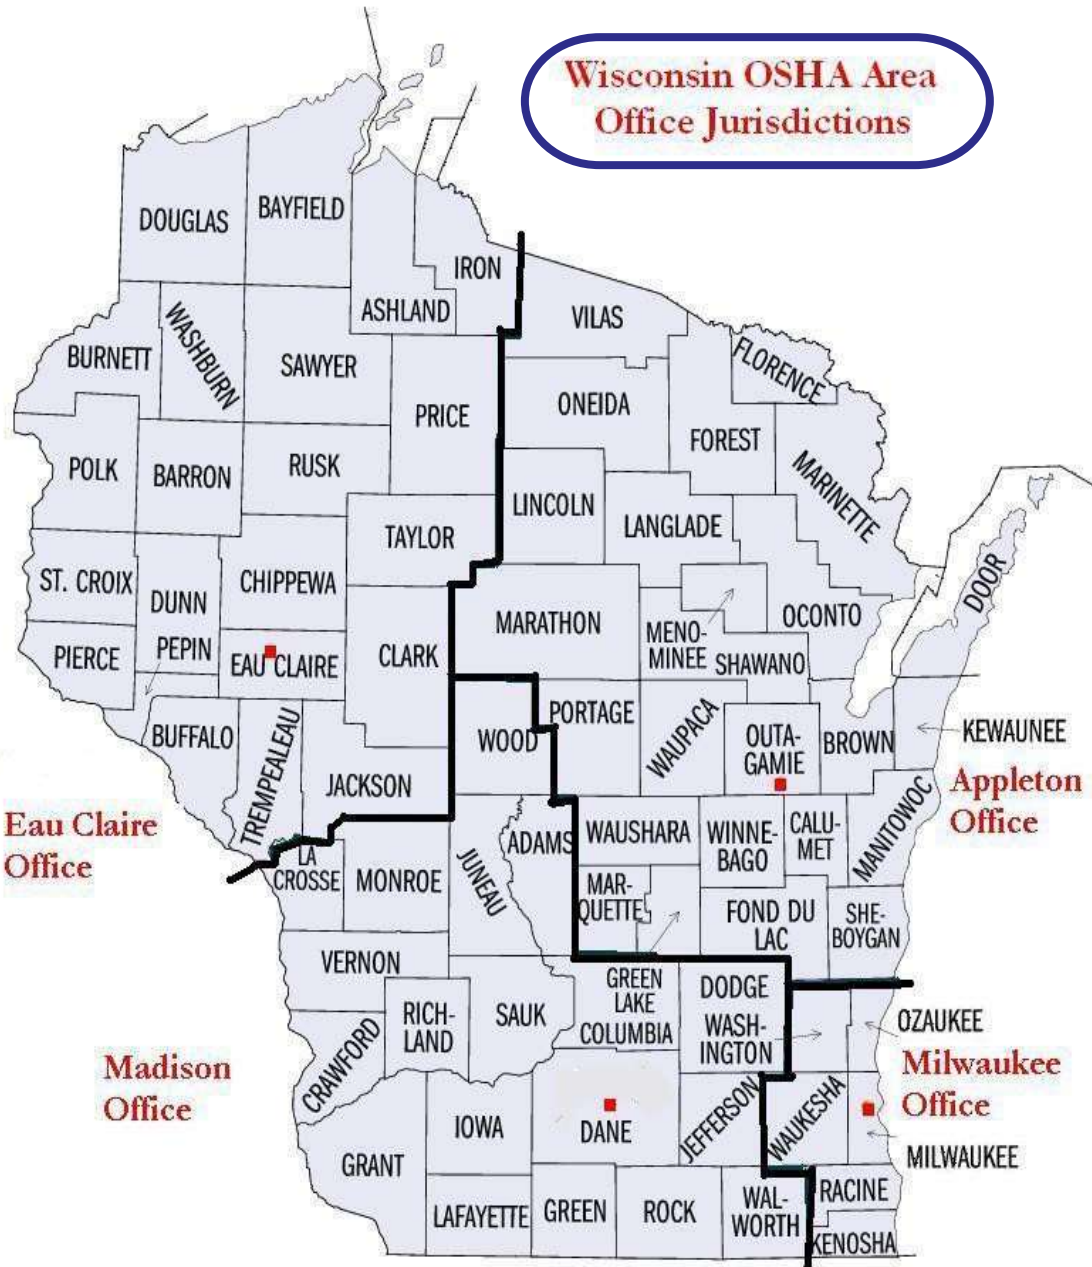 Wisconsin OSHA Area
Office Jurisdictions
DOUGLAS
BAYFIELD
IRON
ASHLAND
VILAS
BURNETT
WASHBURN
SAWYER
FLORENCE
PRICE
ONEIDA
FOREST
POLK
BARRON
RUSK
MARINETTE
LINCOLN
LANGLADE
TAYLOR
ST. CROIX
DUNN
CHIPPEWA
DOOR
MARATHON
OCONTO
PIERCE
PEPIN
EAU CLAIRE
CLARK
MENO-
MINEE
SHAWANO
BUFFALO
TREMPEALEAU
JACKSON
WOOD
PORTAGE
WAUPACA
OUTA-
GAMIE
BROWN
KEWAUNEE
Appleton
Office
Eau Claire
Office
LA
CROSSE
MONROE
JUNEAU
ADAMS
WAUSHARA
WINNE-
BAGO
CALU-
MET
MANITOWOC
MAR-
QUETTE
FOND DU
LAC
SHE-
BOYGAN
VERNON
GREEN
LAKE
DODGE
CRAWFORD
RICH-
LAND
SAUK
COLUMBIA
WASH-
INGTON
OZAUKEE
Madison
Office
Milwaukee
Office
IOWA
DANE
JEFFERSON
WAUKESHA
MILWAUKEE
GRANT
LAFAYETTE
GREEN
ROCK
WAL-
WORTH
RACINE
KENOSHA